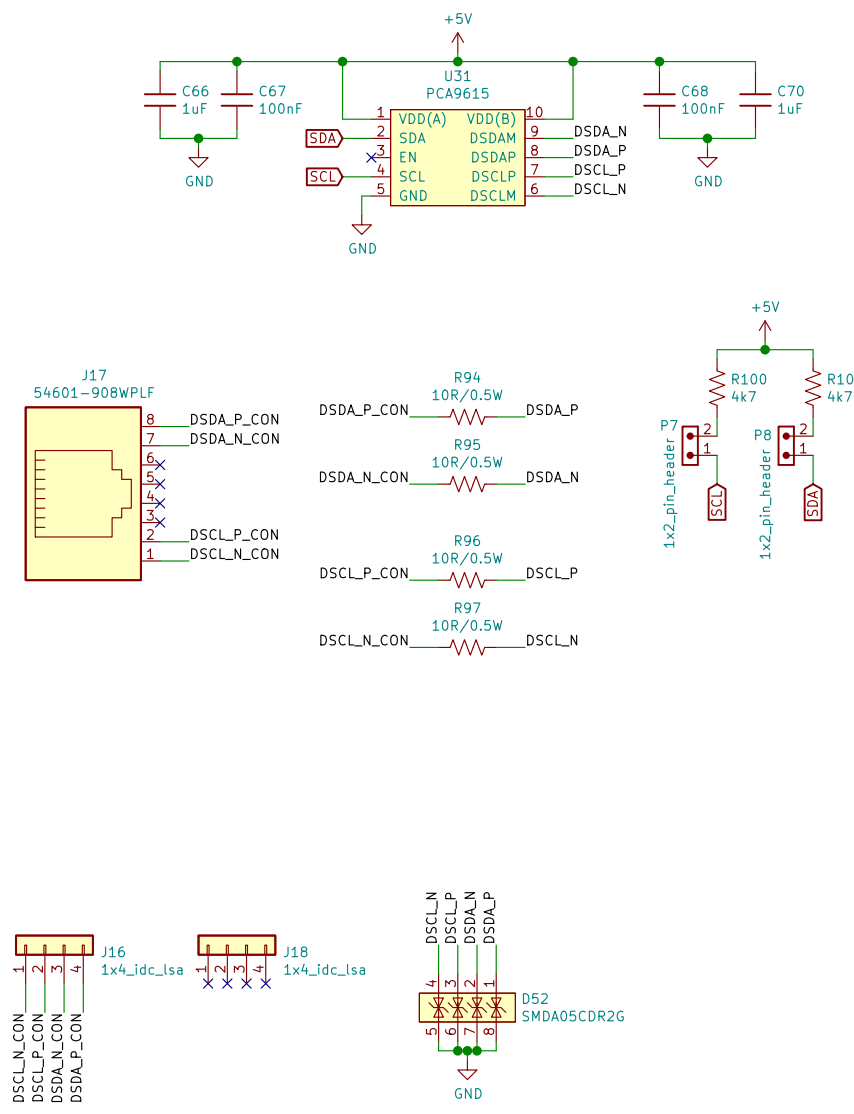 +5V
U31
PCA9615
C66
1uF
C67
100nF
C68
100nF
C70
1uF
1 VDD(A) VDD(B) 10
SDA 2 SDA DSDAM 9 DSDA_N
3 EN DSDAP 8 DSDA_P
SCL 4 SCL DSCLP 7 DSCL_P
5 GND DSCLM 6 DSCL_N
GND
GND
GND
+5V
J17
54601-908WPLF
8 DSDA_P_CON
7 DSDA_N_CON
6
5
4
3
2 DSCL_P_CON
1 DSCL_N_CON
R94
10R/0.5W
DSDA_P_CON DSDA_P
R95
10R/0.5W
DSDA_N_CON DSDA_N
R96
10R/0.5W
DSCL_P_CON DSCL_P
R97
10R/0.5W
DSCL_N_CON DSCL_N
R100
4k7
R10
4k7
P7
2
1
1x2_pin_header
SCL
P8
2
1
1x2_pin_header
SDA
J16
1x4_idc_lsa
1 2 3 4
DSCL_N_CON
DSCL_P_CON
DSDA_N_CON
DSDA_P_CON
J18
1x4_idc_lsa
1 2 3 4
DSCL_N
DSCL_P
DSDA_N
DSDA_P
4 3 2 1
D52
SMDA05CDR2G
5 6 7 8
GND